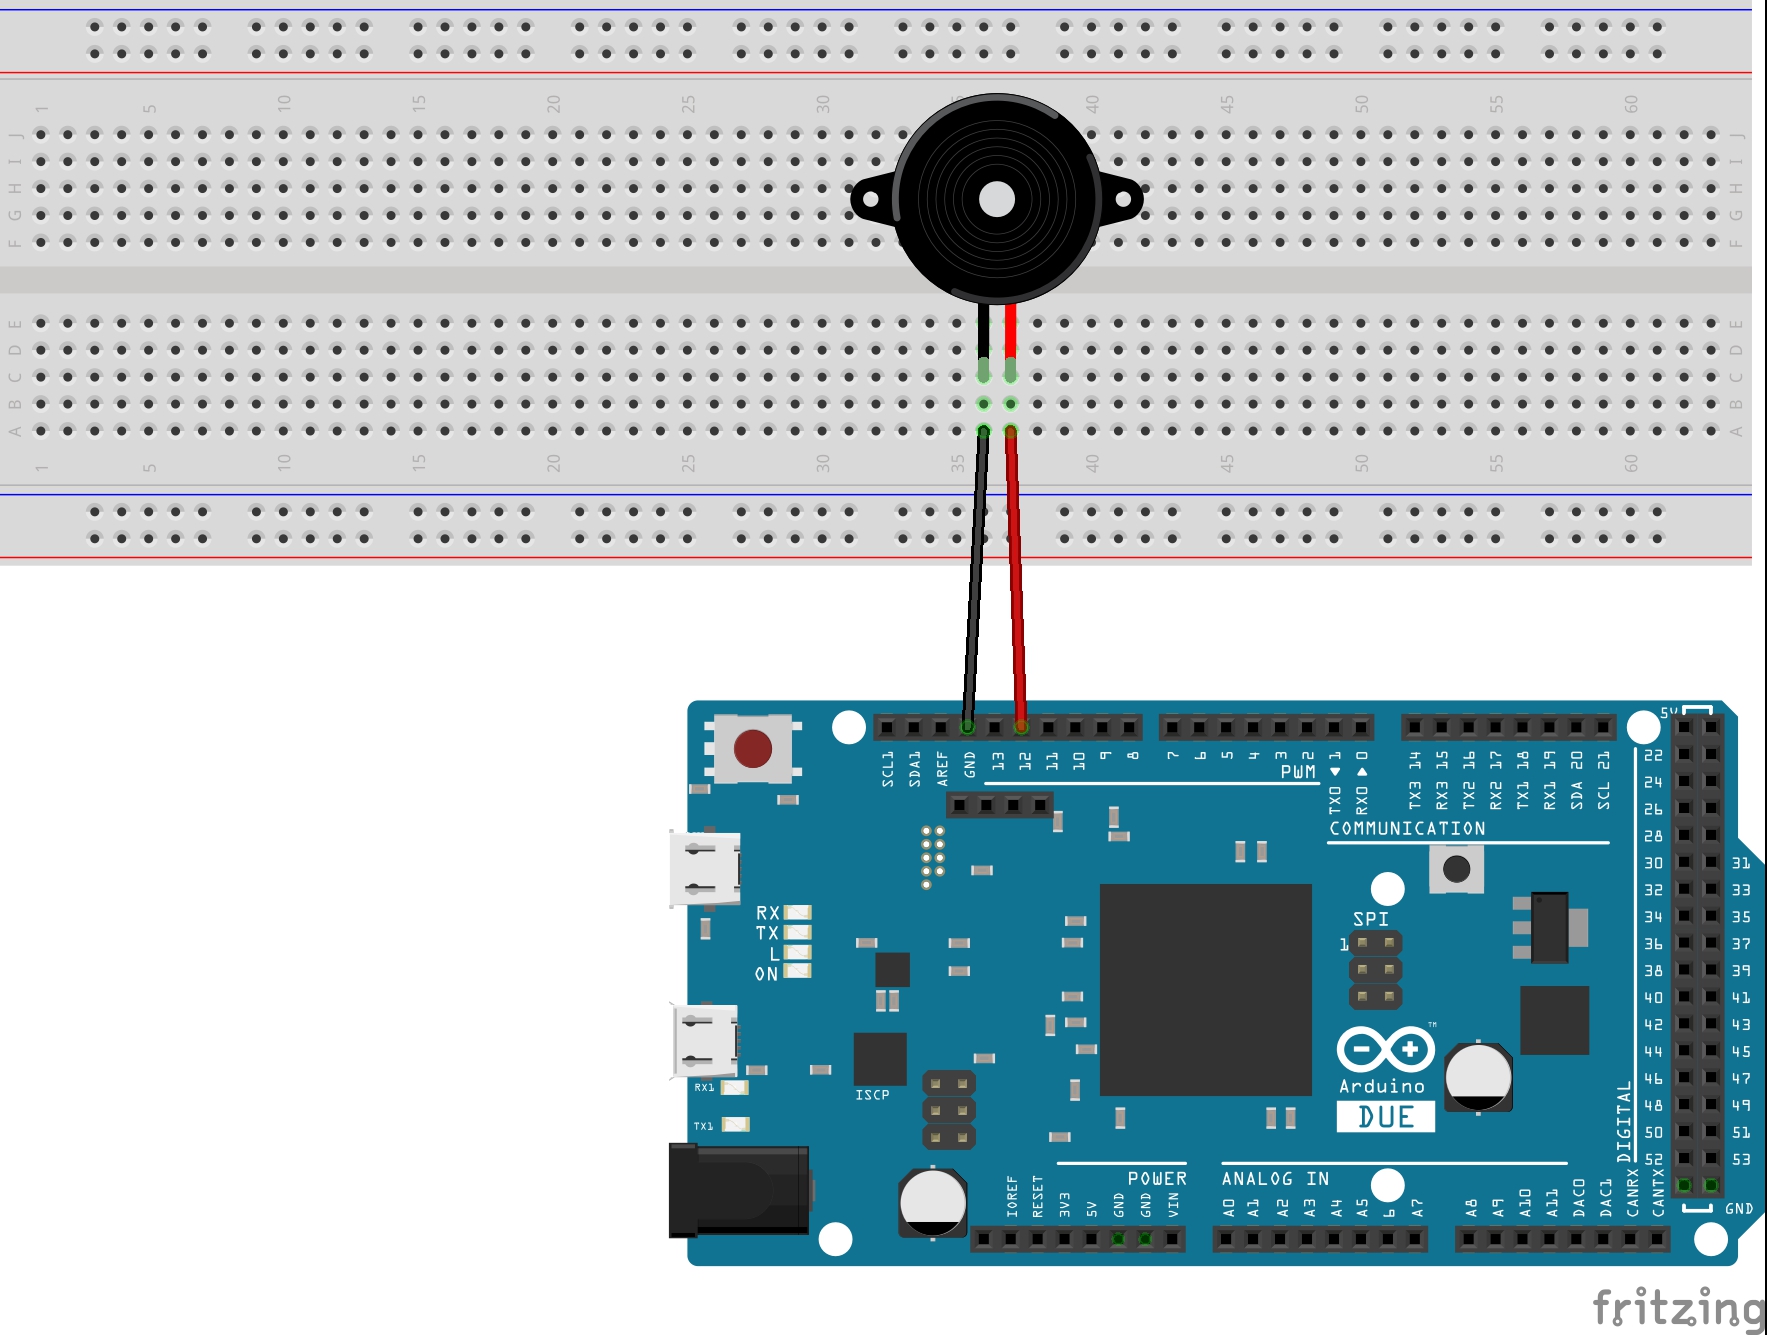 1 5 10 15 20 25 30 40 45 50 55 60
J J
I I
H H
G G
F F
E E
D D
C C
B B
A A
1 5 10 15 20 25 30 35 40 45 50 55 60
SCL1 SDA1 AREF GND 13 12 11 10 9 8 7 6 5 4 3 2 TX0 ◄ 1 RX0 ► 0 TX3 14 RX3 15 TX2 16 RX2 17 TX1 18 RX1 19 SDA 20 SCL 21
5V
PWM
COMMUNICATION
22
24
26
28
30 31
32 33
34 35
36 37
38 39
40 41
42 43
44 45
46 47
48 49
50 51
52 53
GND
DIGITAL
RX
TX
L
ON
SPI
1
RX1
TX1
ISCP
TM
Arduino
DUE
POWER
ANALOG IN
IOREF RESET 3V3 5V GND GND VIN A0 A1 A2 A3 A4 A5 6 A7 A8 A9 A10 A11 DAC0 DAC1 CANRX CANTX
fritzing